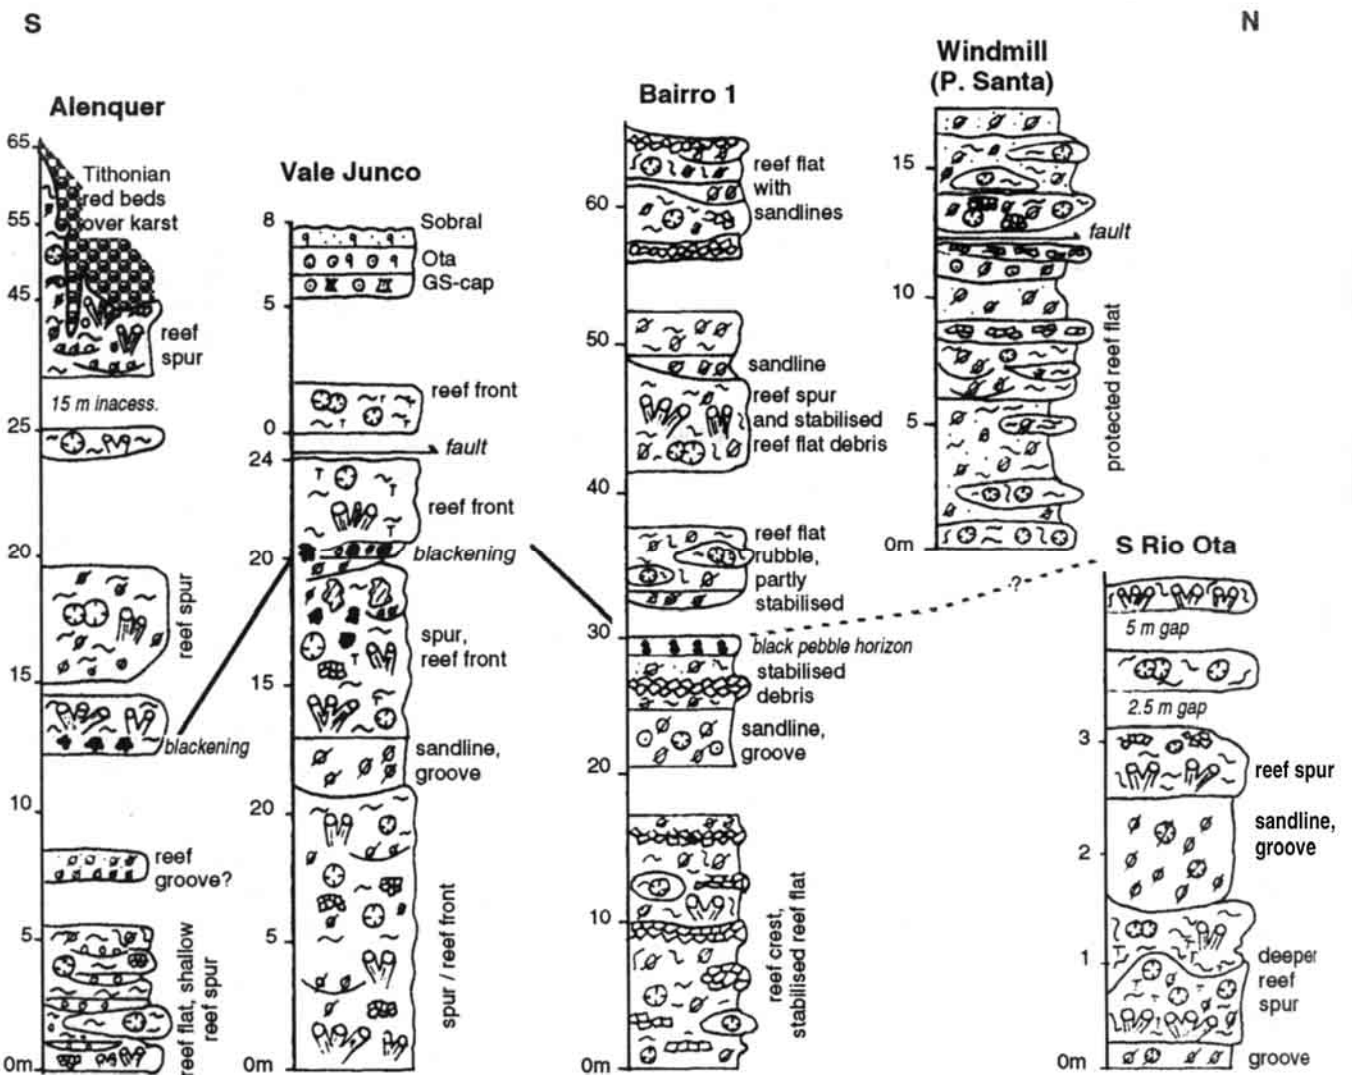 S
N
Alenquer
65
Tithonian
red beds
over karst
55
45
reef
spur
15 m inacess.
25
20
reef spur
15
blackening
10
reef
groove?
5
reef flat, shallow
reef spur
0m
Vale Junco
8
Sobral
Ota
GS-cap
5
reef front
0
fault
24
reef front
20
blackening
spur,
reef front
15
sandline,
groove
20
spur / reef front
5
0m
Bairro 1
reef flat
with
sandlines
60
50
sandline
reef spur
and stabilised
reef flat debris
40
reef flat
rubble,
partly
stabilised
30
black pebble horizon
stabilised
debris
sandline,
groove
20
reef crest,
stabilised reef flat
10
0m
?
Windmill
(P. Santa)
15
fault
10
protected reef flat
5
0m
S Rio Ota
5 m gap
2.5 m gap
3
reef spur
sandline,
groove
2
deeper
reef
spur
1
groove
0m